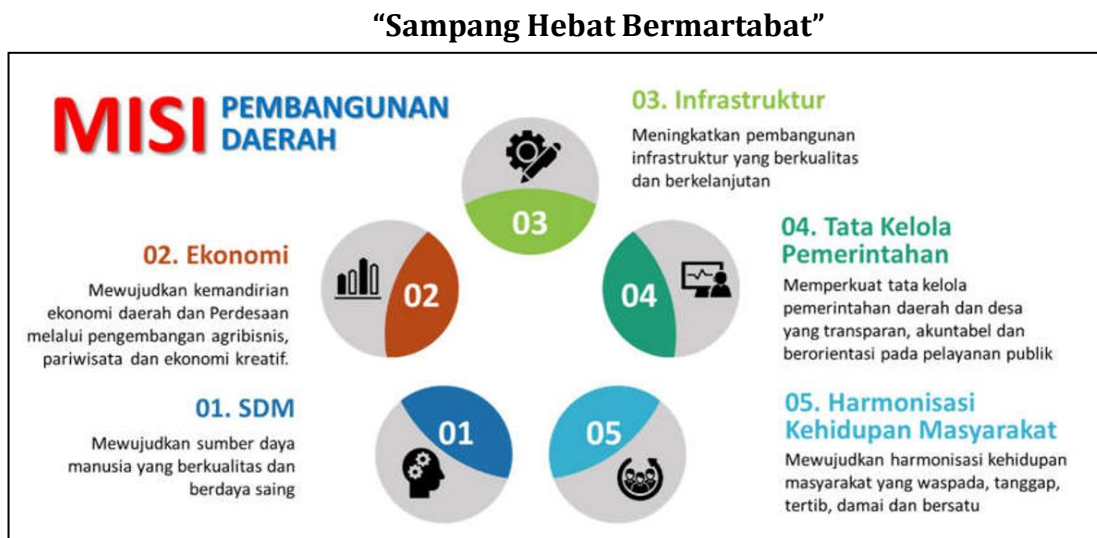 “Sampang Hebat Bermartabat”
MISI PEMBANGUNAN
DAERAH
01. SDM
Mewujudkan sumber daya
manusia yang berkualitas dan
berdaya saing
01
02. Ekonomi
Mewujudkan kemandirian
ekonomi daerah dan Perdesaan
melalui pengembangan agribisnis,
pariwisata dan ekonomi kreatif.
02
03. Infrastruktur
Meningkatkan pembangunan
infrastruktur yang berkualitas
dan berkelanjutan
03
04. Tata Kelola
Pemerintahan
Memperkuat tata kelola
pemerintahan daerah dan desa
yang transparan, akuntabel dan
berorientasi pada pelayanan publik
04
05. Harmonisasi
Kehidupan Masyarakat
Mewujudkan harmonisasi kehidupan
masyarakat yang waspada, tanggap,
tertib, damai dan bersatu
05